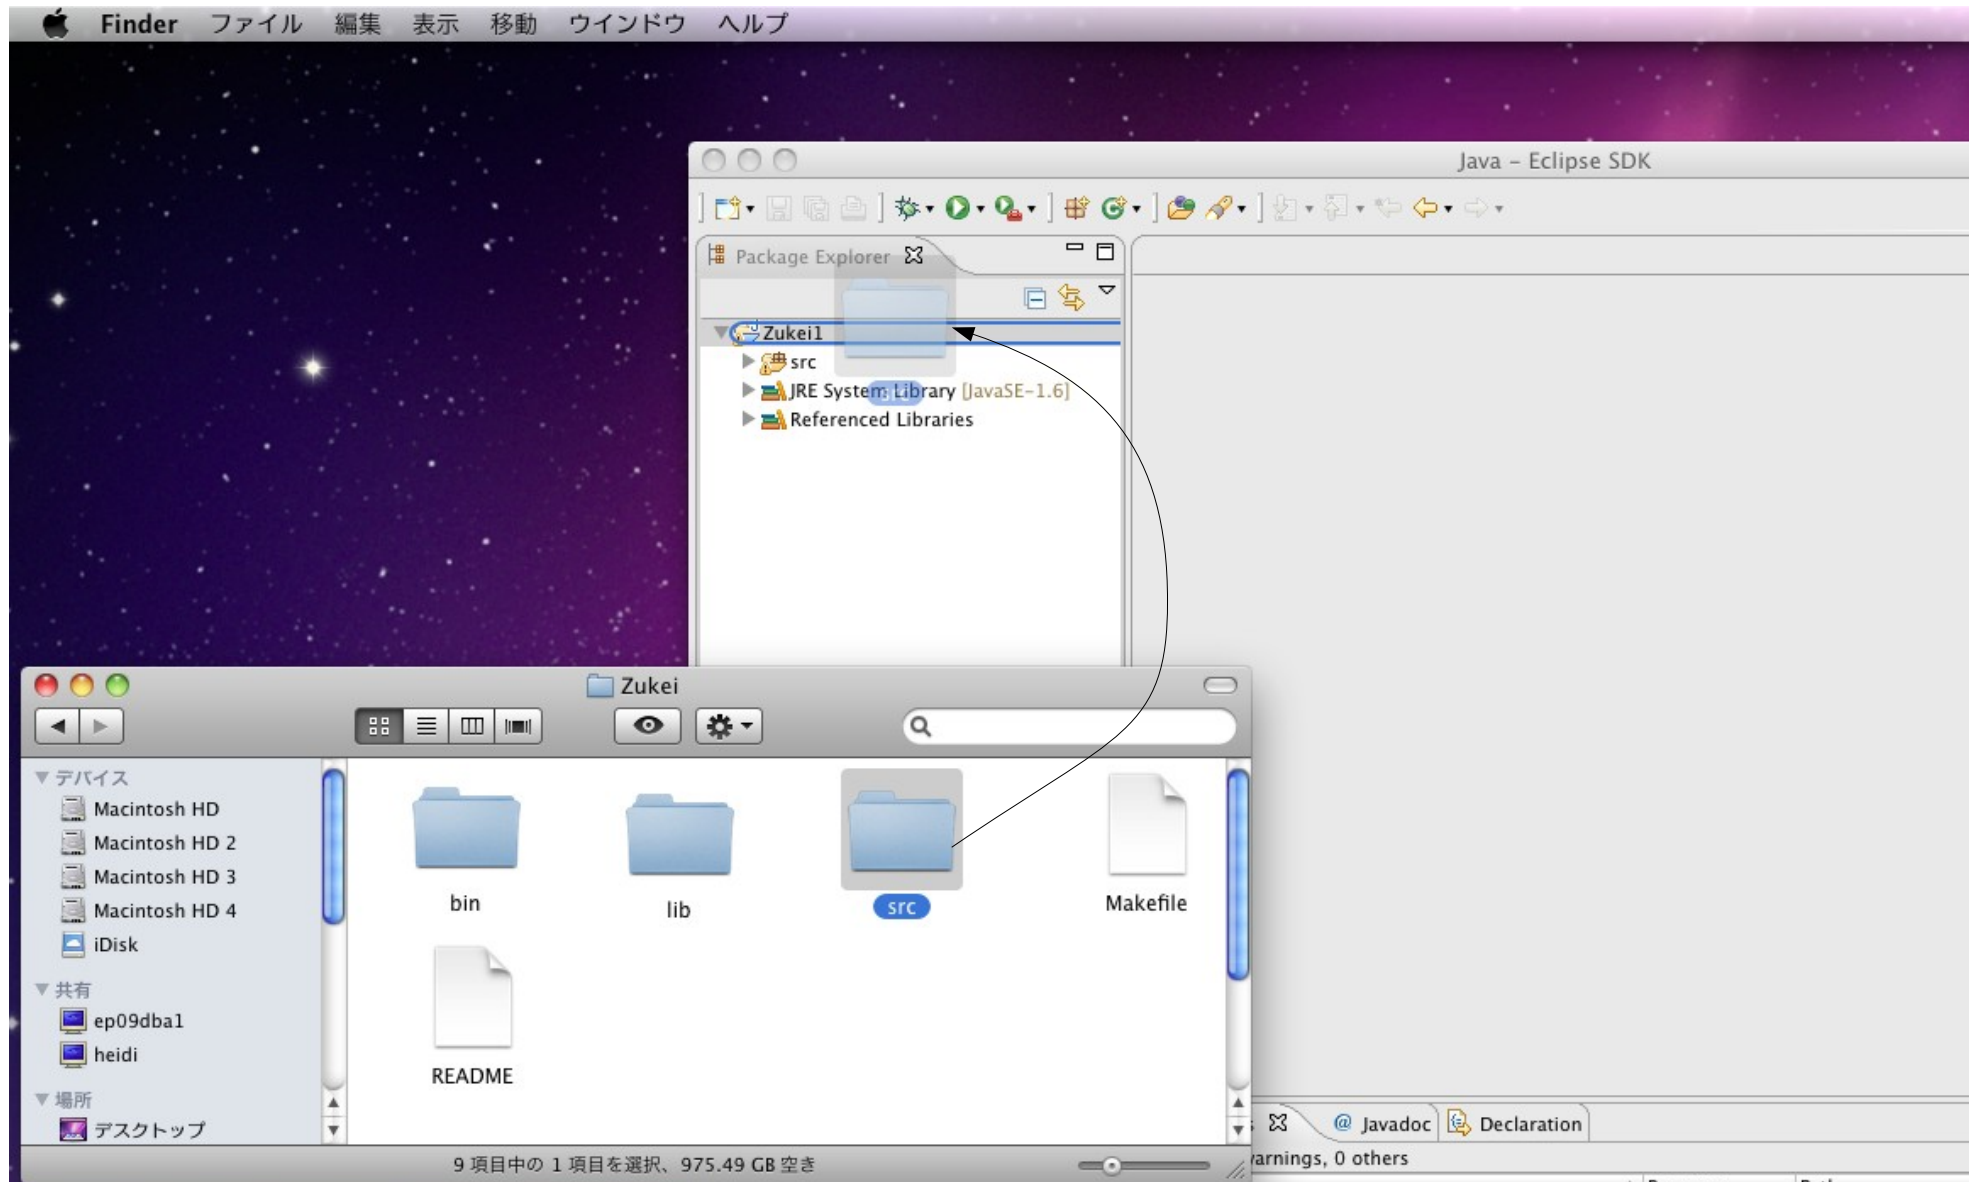 Finder ファイル 編集 表示 移動 ウインドウ ヘルプ
Java – Eclipse SDK
Package Explorer
Zukei1
src
JRE System Library [JavaSE-1.6]
src
Referenced Libraries
Zukei
デバイス
Macintosh HD
Macintosh HD 2
Macintosh HD 3
Macintosh HD 4
iDisk
共有
ep09dba1
heidi
場所
デスクトップ
bin
lib
src
Makefile
README
9 項目中の 1 項目を選択、975.49 GB 空き
@ Javadoc
Declaration
arnings, 0 others